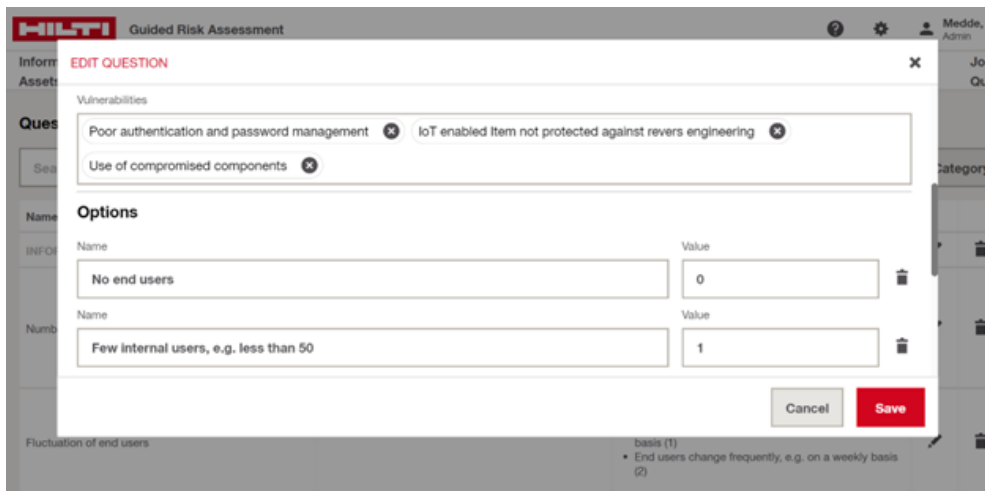 HILTI Guided Risk Assessment Medde,
Admin
Inform Jo
Assets Qu
EDIT QUESTION
Ques
Vulnerabilities
Poor authentication and password management IoT enabled Item not protected against revers engineering
Use of compromised components
Sea Category
Options
Name
INFOR
Name Value
No end users 0
Name Value
Numb
Few internal users, e.g. less than 50 1
Cancel Save
Fluctuation of end users basis (1)
• End users change frequently, e.g. on a weekly basis
(2)